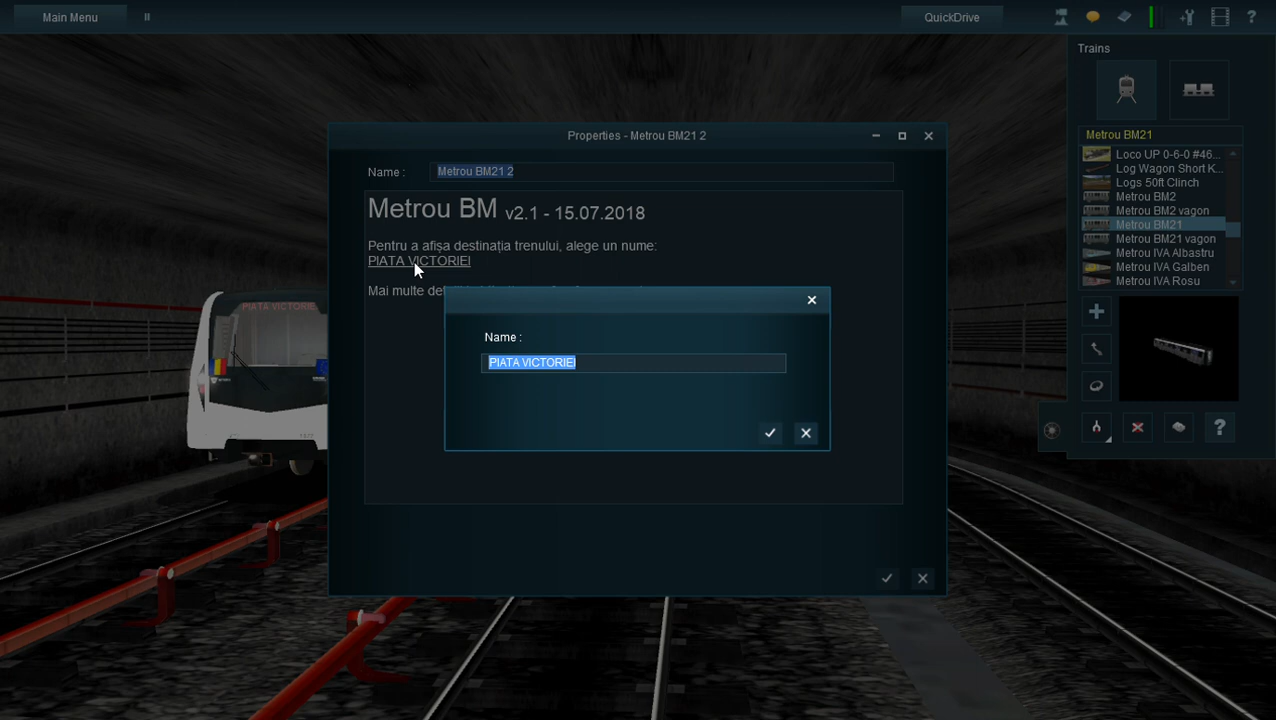 Main Menu
QuickDrive
?
Trains
Properties - Metrou BM21 2
Metrou BM21
Name : Metrou BM21 2
Loco UP 0-6-0 #46...
Log Wagon Short K...
Logs 50ft Clinch
Metrou BM2
Metrou BM2 vagon
Metrou BM21
Metrou BM21 vagon
Metrou IVA Albastru
Metrou IVA Galben
Metrou IVA Rosu
Metrou BM v2.1 - 15.07.2018
Pentru a afișa destinația trenului, alege un nume:
PIATA VICTORIEI
Mai multe
Name :
PIATA VICTORIEI
PIATA VICTORIE
?